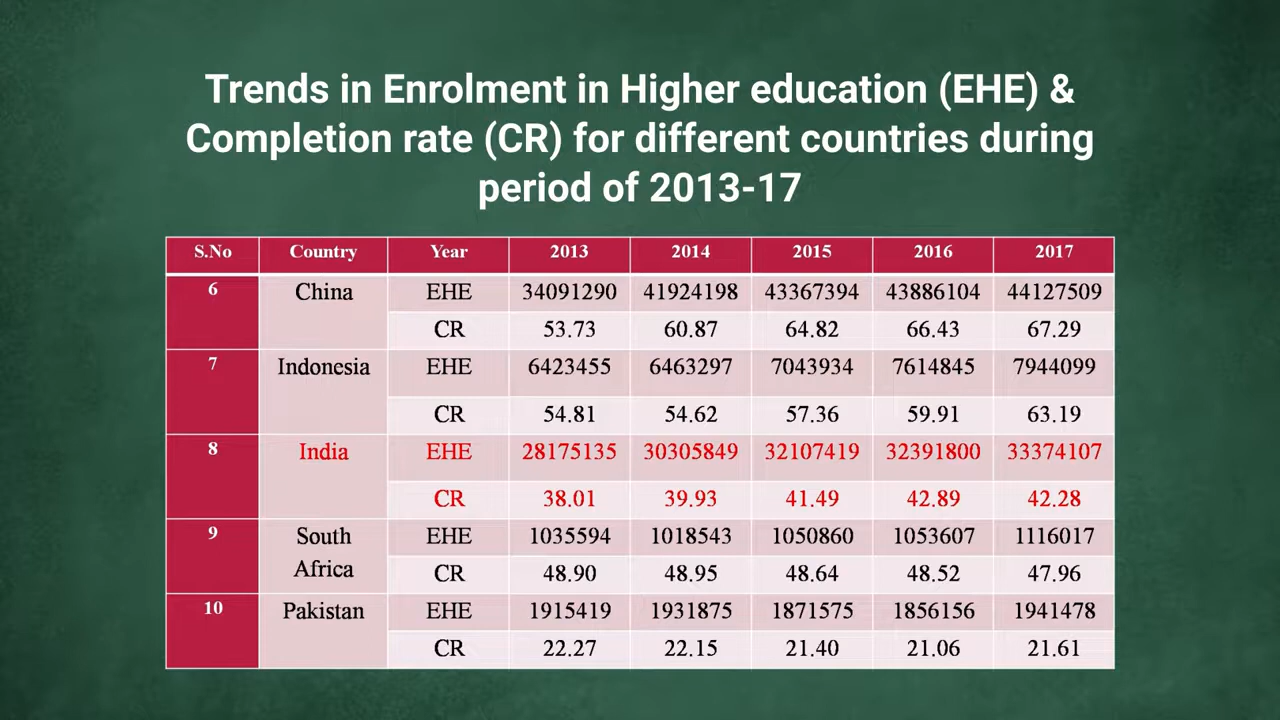 Trends in Enrolment in Higher education (EHE) &
Completion rate (CR) for different countries during
period of 2013-17
S.No Country Year 2013 2014 2015 2016 2017
6 China EHE 34091290 41924198 43367394 43886104 44127509
CR 53.73 60.87 64.82 66.43 67.29
7 Indonesia EHE 6423455 6463297 7043934 7614845 7944099
CR 54.81 54.62 57.36 59.91 63.19
8 India EHE 28175135 30305849 32107419 32391800 33374107
CR 38.01 39.93 41.49 42.89 42.28
9 South EHE 1035594 1018543 1050860 1053607 1116017
Africa CR 48.90 48.95 48.64 48.52 47.96
10 Pakistan EHE 1915419 1931875 1871575 1856156 1941478
CR 22.27 22.15 21.40 21.06 21.61